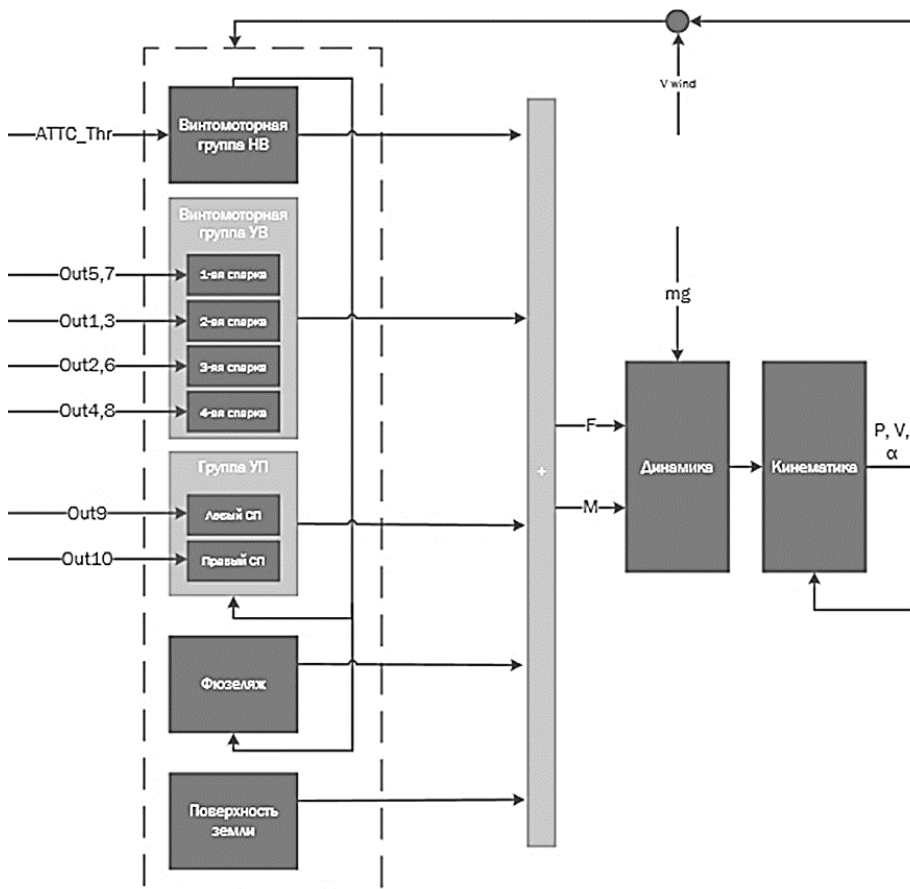 V wind
ATTC_Thr
Винтомоторная
группа НВ
Винтомоторная
группа УВ
Out5,7
1-ая спарка
Out1,3
2-ая спарка
Out2,6
3-ая спарка
Out4,8
4-ая спарка
mg
F
M
+
Динамика
Кинематика
P, V,
α
Группа УП
Out9
Левый СП
Out10
Правый СП
Фюзеляж
Поверхность
земли